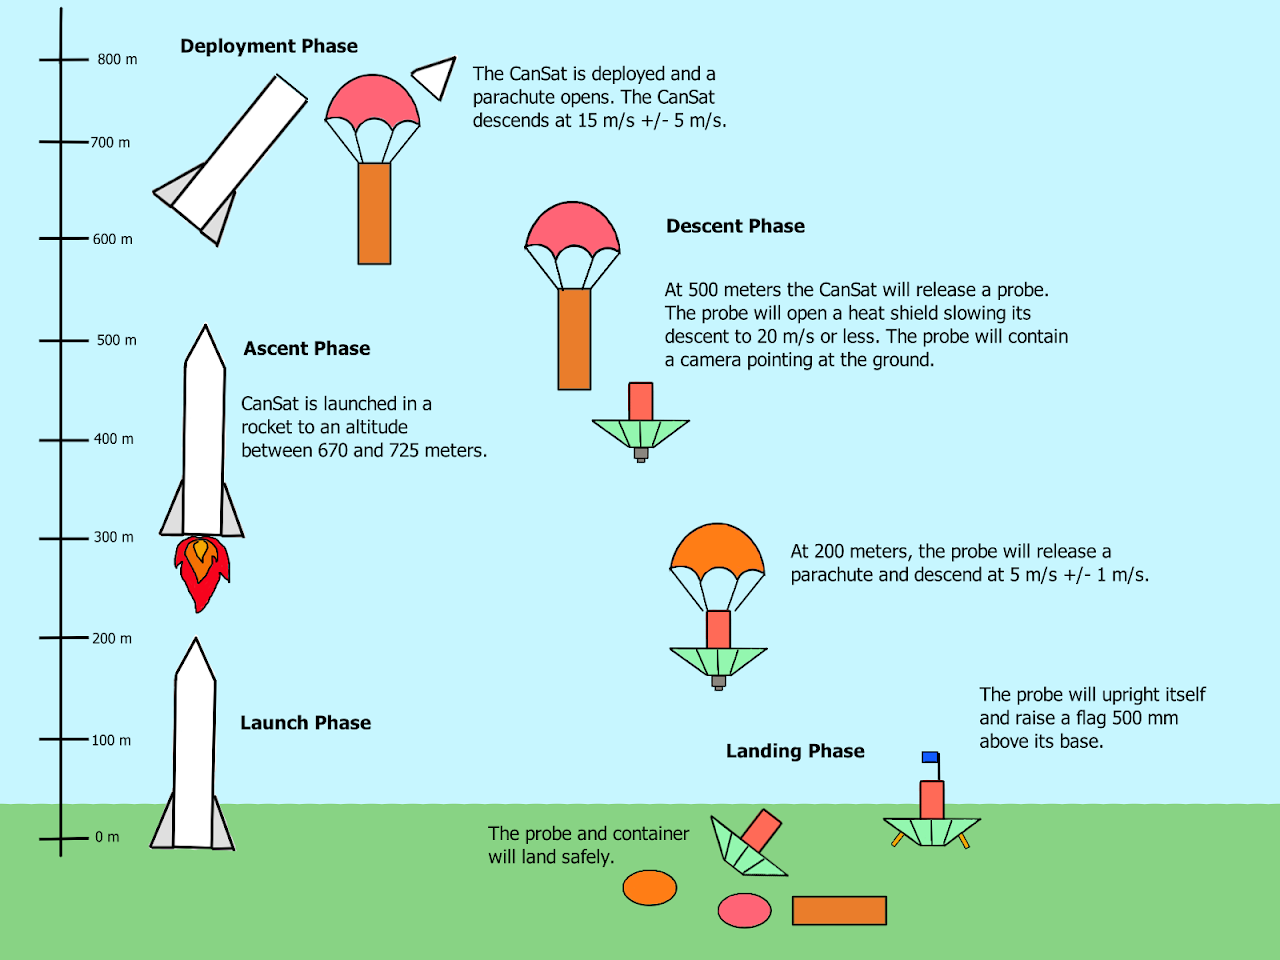 800 m
700 m
600 m
500 m
400 m
300 m
200 m
100 m
0 m
Deployment Phase
The CanSat is deployed and a
parachute opens. The CanSat
descends at 15 m/s +/- 5 m/s.
Descent Phase
At 500 meters the CanSat will release a probe.
The probe will open a heat shield slowing its
descent to 20 m/s or less. The probe will contain
a camera pointing at the ground.
Ascent Phase
CanSat is launched in a
rocket to an altitude
between 670 and 725 meters.
At 200 meters, the probe will release a
parachute and descend at 5 m/s +/- 1 m/s.
Launch Phase
Landing Phase
The probe will upright itself
and raise a flag 500 mm
above its base.
The probe and container
will land safely.